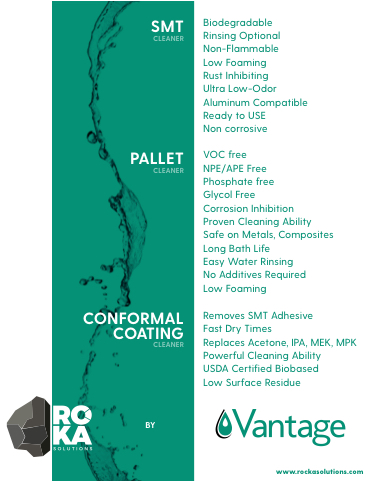 SMT
CLEANER
Biodegradable
Rinsing Optional
Non-Flammable
Low Foaming
Rust Inhibiting
Ultra Low-Odor
Aluminum Compatible
Ready to USE
Non corrosive
PALLET
CLEANER
VOC free
NPE/APE Free
Phosphate free
Glycol Free
Corrosion Inhibition
Proven Cleaning Ability
Safe on Metals, Composites
Long Bath Life
Easy Water Rinsing
No Additives Required
Low Foaming
CONFORMAL
COATING
CLEANER
Removes SMT Adhesive
Fast Dry Times
Replaces Acetone, IPA, MEK, MPK
Powerful Cleaning Ability
USDA Certified Biobased
Low Surface Residue
ROKA
SOLUTIONS
BY
Vantage
www.rockasolutions.com